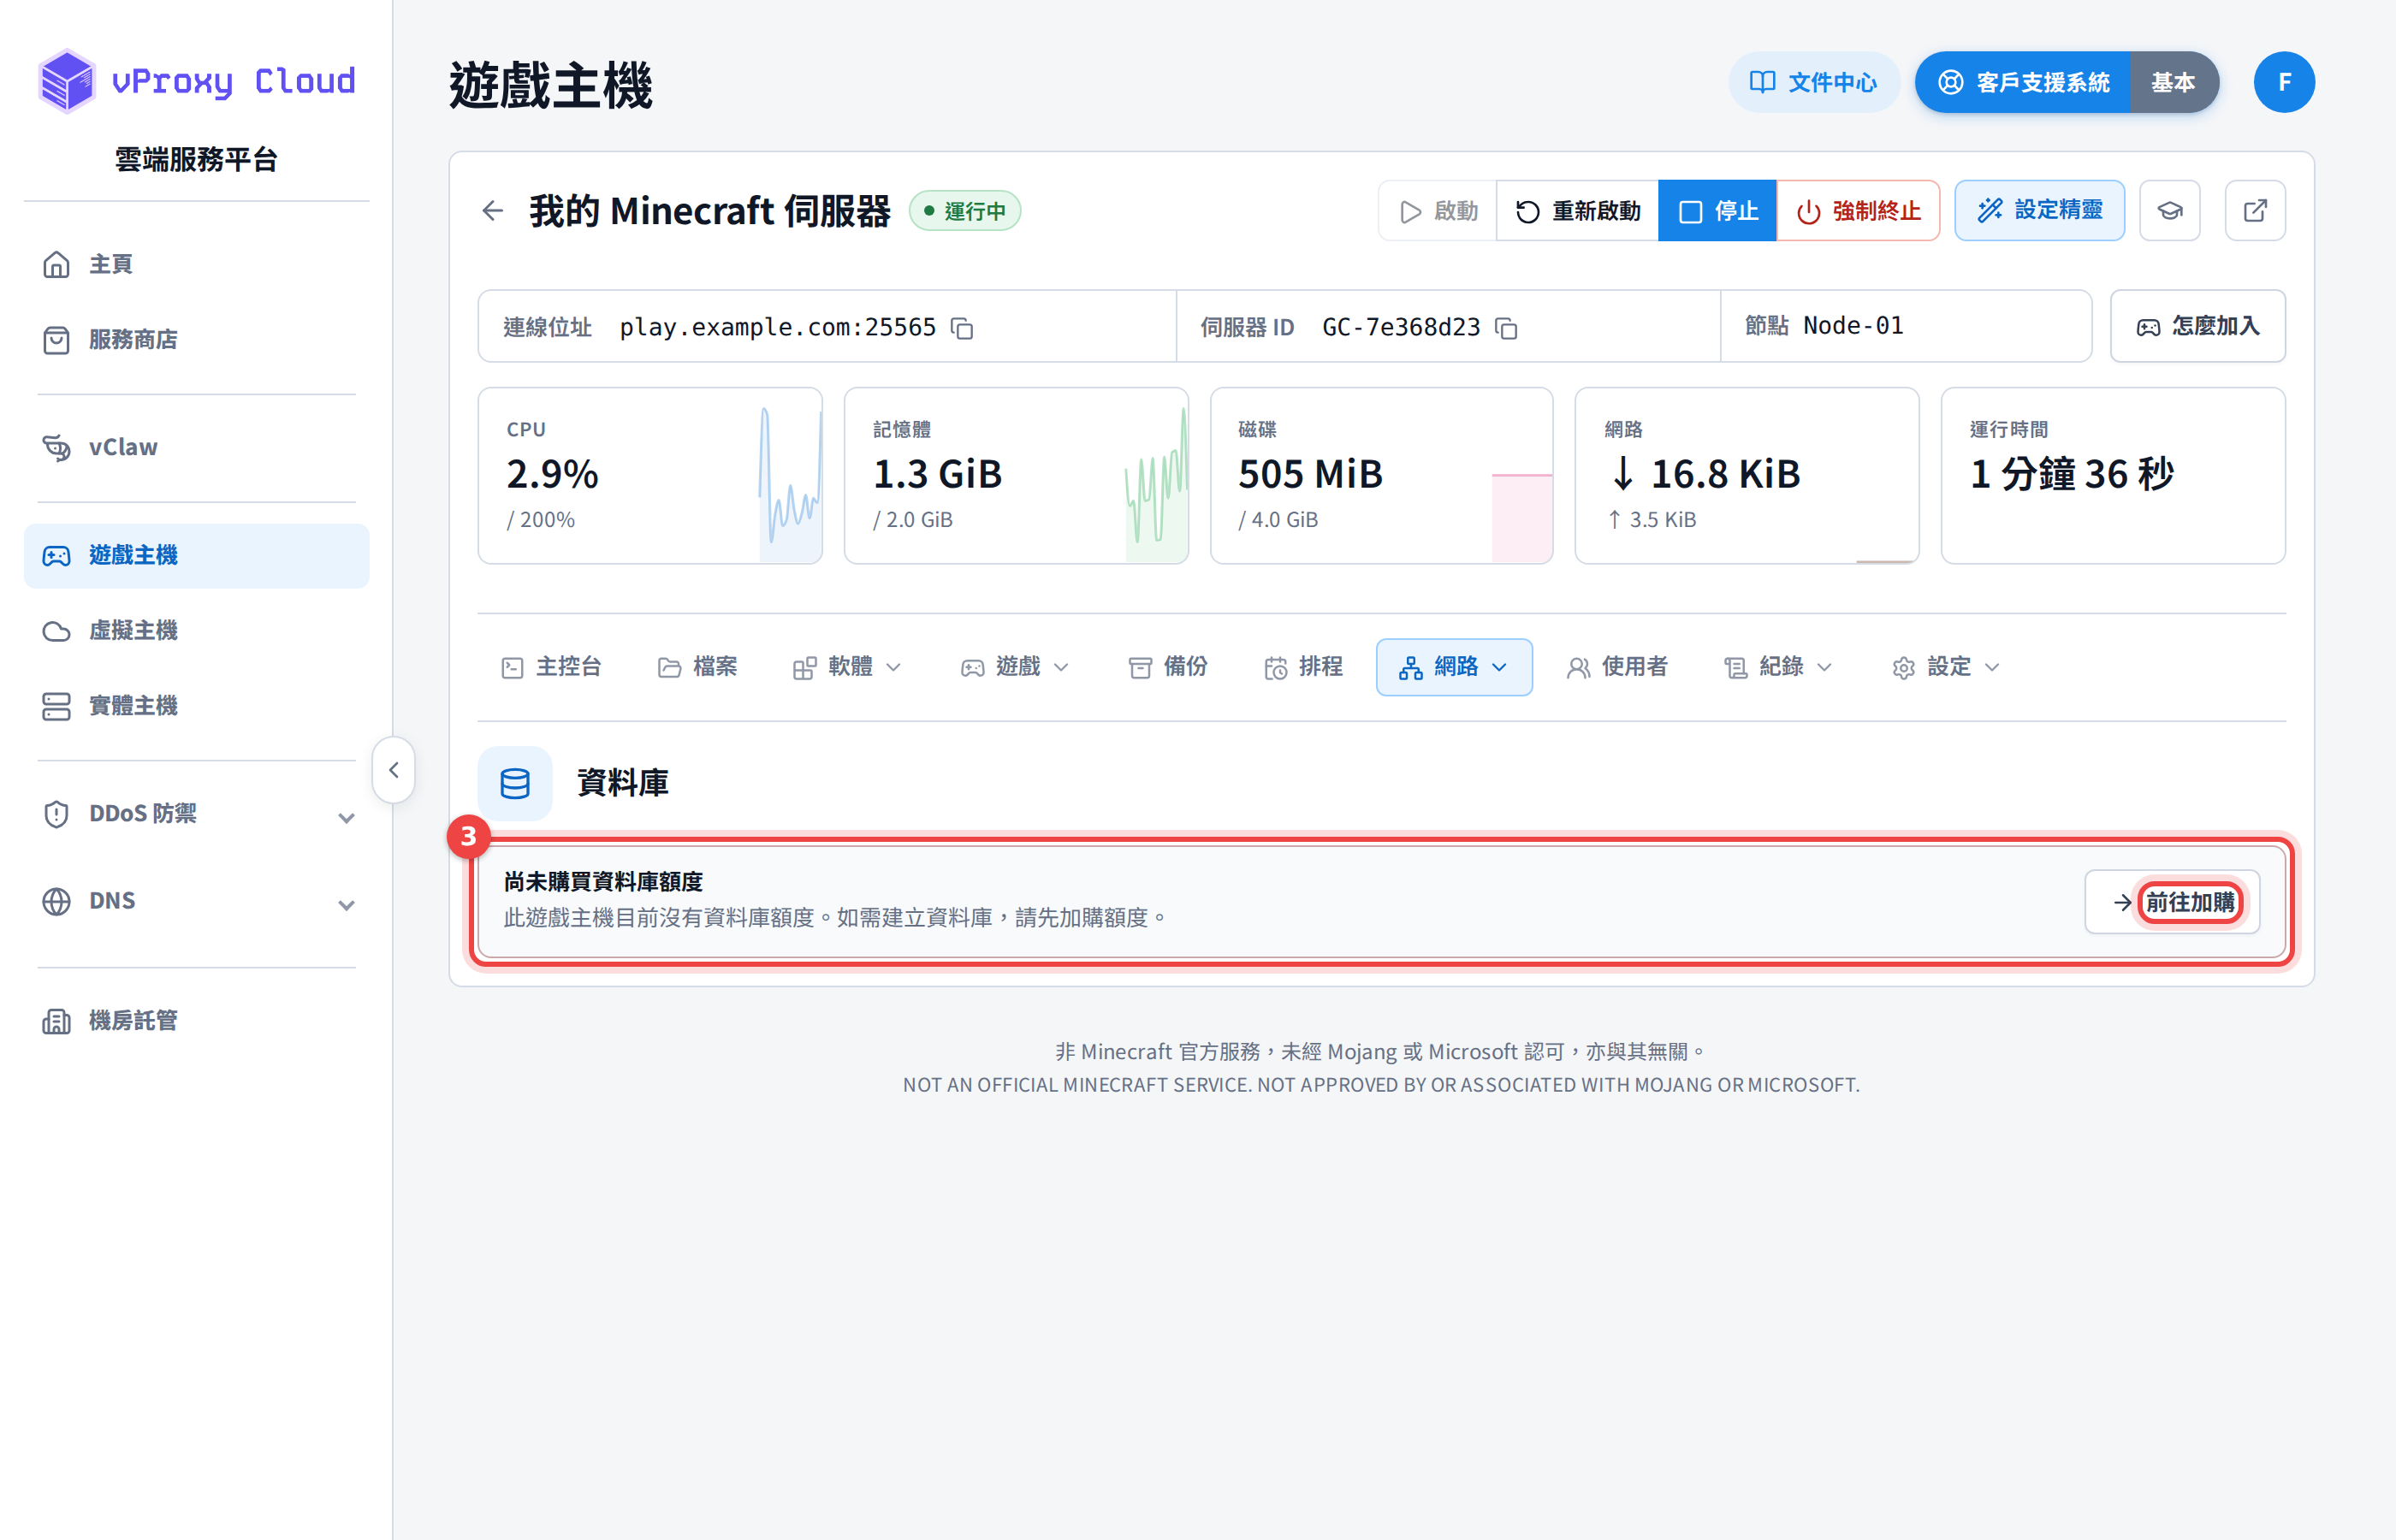 vProxy Cloud
雲端服務平台
主頁
服務商店
vClaw
遊戲主機
虛擬主機
實體主機
DDoS 防禦
DNS
機房託管
遊戲主機
文件中心
客戶支援系統 基本
F
我的 Minecraft 伺服器 運行中
啟動 重新啟動 停止 強制終止 設定精靈
連線位址 play.example.com:25565 伺服器 ID GC-7e368d23 節點 Node-01 怎麼加入
CPU
2.9%
/ 200%
記憶體
1.3 GiB
/ 2.0 GiB
磁碟
505 MiB
/ 4.0 GiB
網路
↓ 16.8 KiB
↑ 3.5 KiB
運行時間
1 分鐘 36 秒
主控台 檔案 軟體 遊戲 備份 排程 網路 使用者 紀錄 設定
資料庫
3
尚未購買資料庫額度
此遊戲主機目前沒有資料庫額度。如需建立資料庫，請先加購額度。
→ 前往加購
非 Minecraft 官方服務，未經 Mojang 或 Microsoft 認可，亦與其無關。
NOT AN OFFICIAL MINECRAFT SERVICE. NOT APPROVED BY OR ASSOCIATED WITH MOJANG OR MICROSOFT.